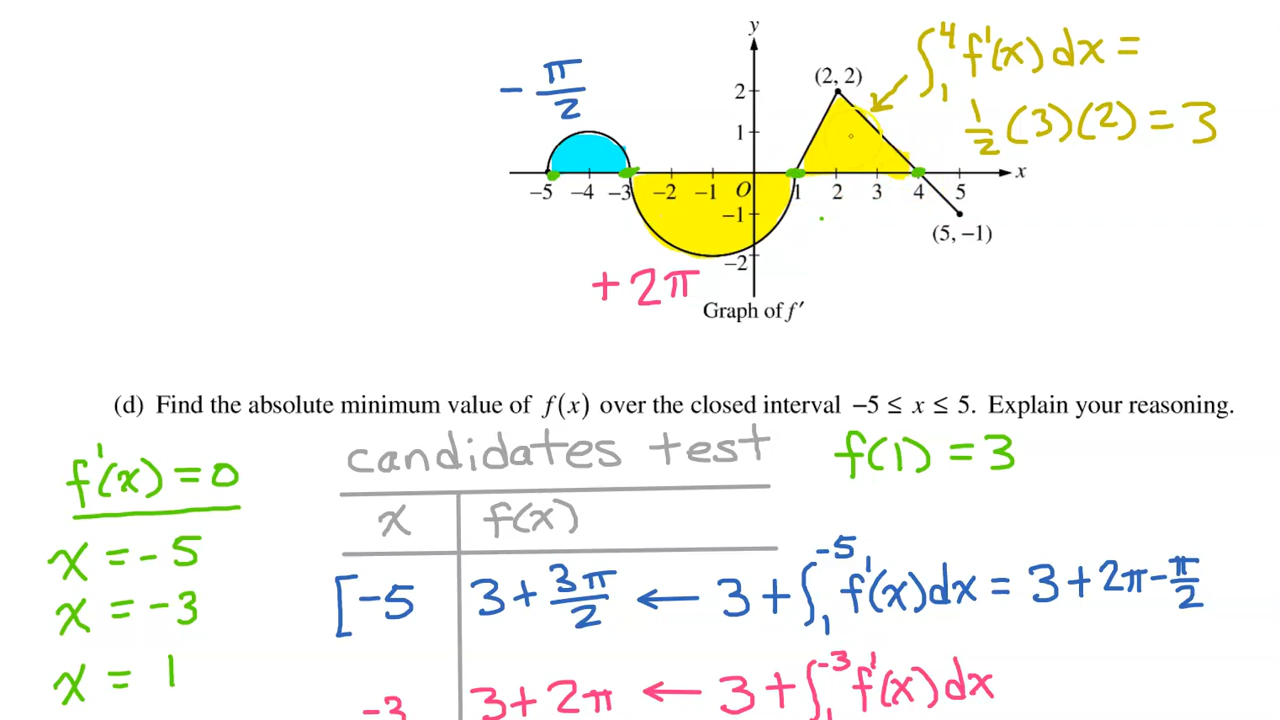 y
∫₁⁴ f'(x) dx =
1/2 (3)(2) = 3
- π/2
(2, 2)
2
1
-5 -4 -3 -2 -1 O 1 2 3 4 5 x
-1
(5, -1)
-2
+ 2π
Graph of f'
(d) Find the absolute minimum value of f(x) over the closed interval -5 ≤ x ≤ 5. Explain your reasoning.
f'(x) = 0
candidates test
f(1) = 3
x f(x)
x = -5
[-5 3 + 3π/2 ← 3 + ∫₁⁻⁵ f'(x)dx = 3 + 2π - π/2
x = -3
x = 1
-3 3 + 2π ← 3 + ∫₁⁻³ f'(x)dx